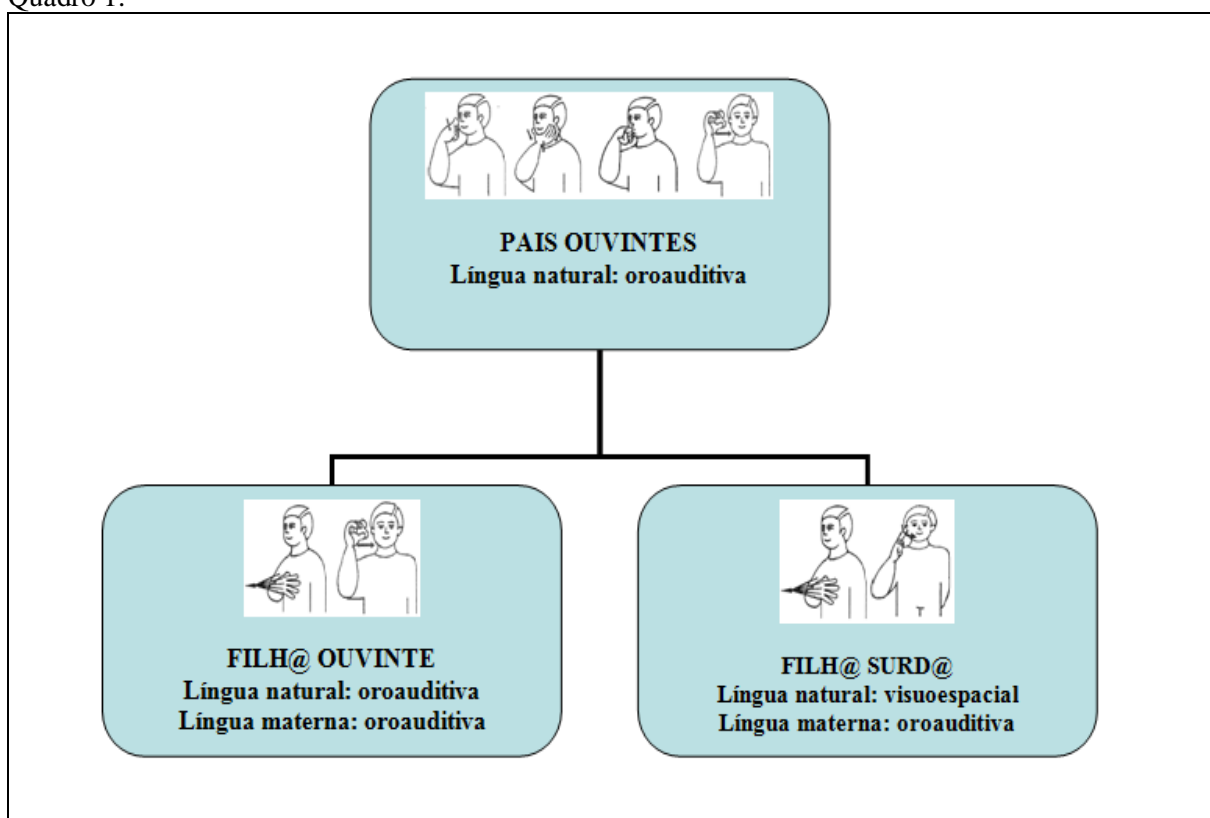 Quadro 1.
PAIS OUVINTES
Língua natural: oroauditiva
FILH@ OUVINTE
Língua natural: oroauditiva
Língua materna: oroauditiva
FILH@ SURD@
Língua natural: visuoespacial
Língua materna: oroauditiva